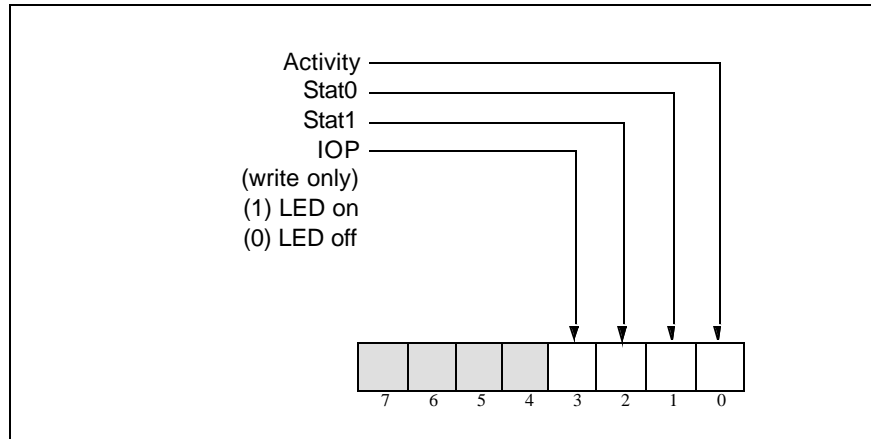 Activity
Stat0
Stat1
IOP
(write only)
(1) LED on
(0) LED off
7 6 5 4 3 2 1 0